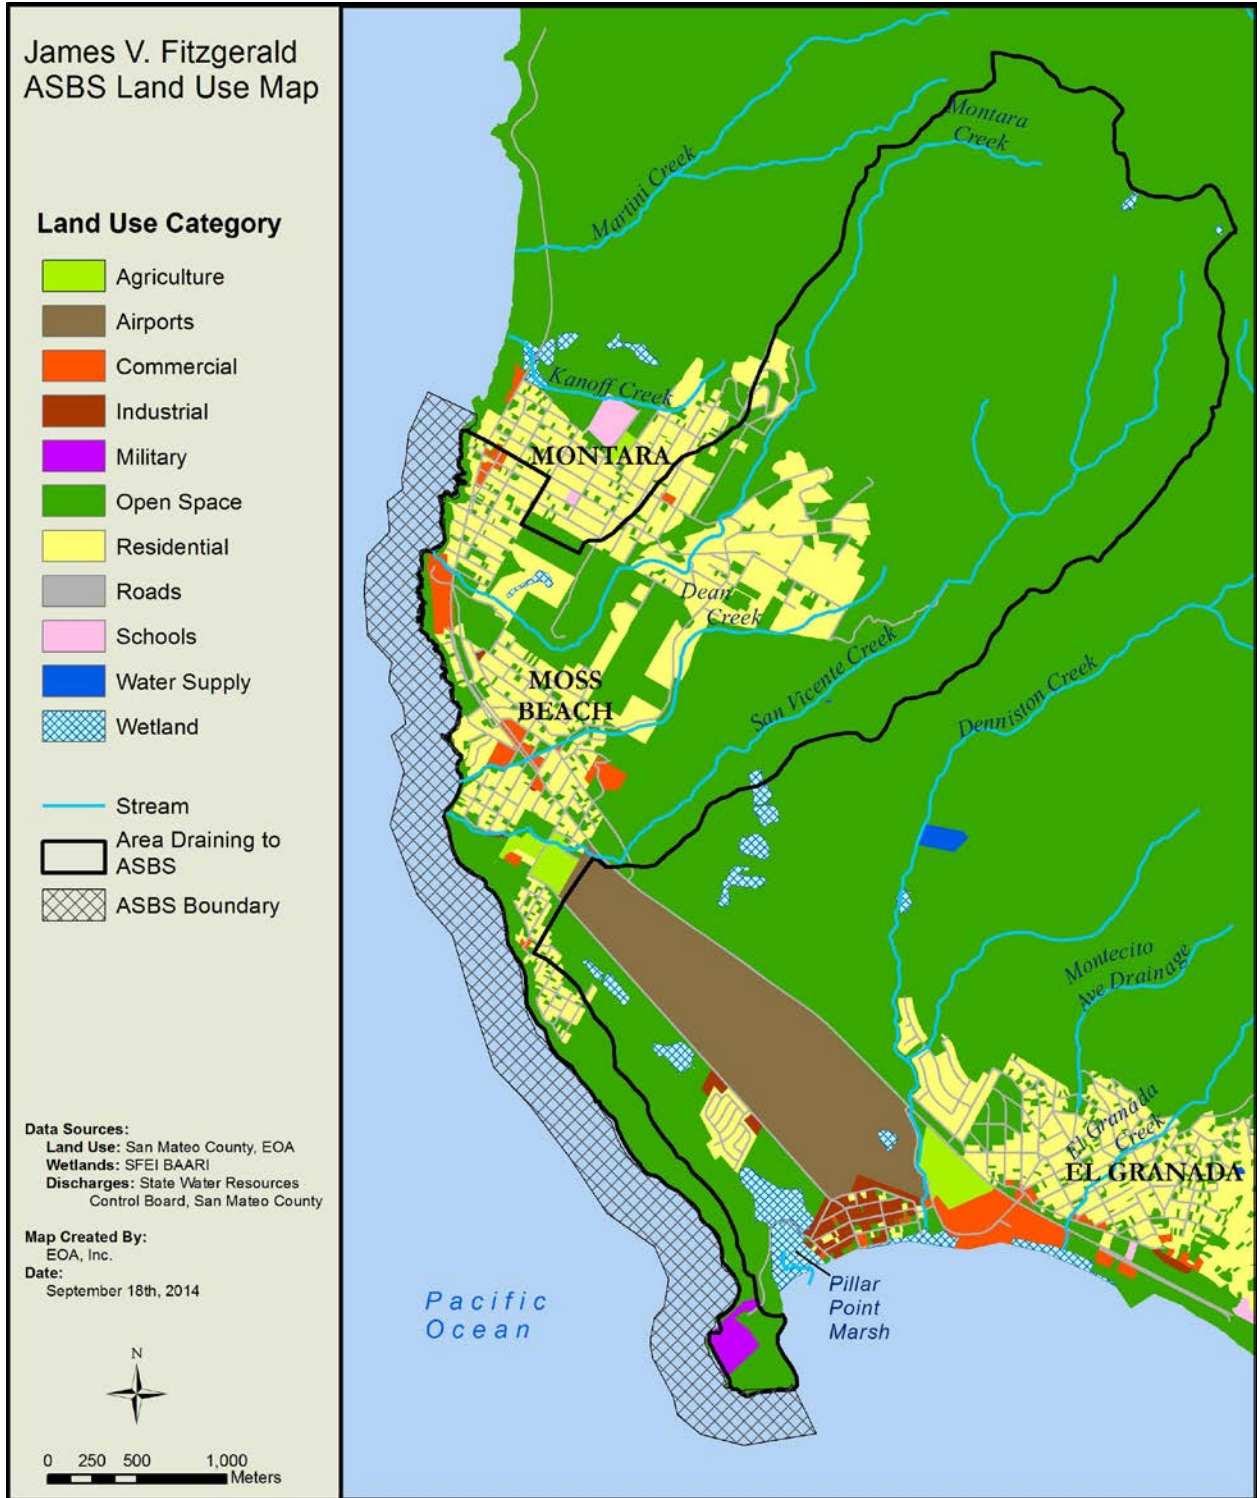 James V. Fitzgerald
ASBS Land Use Map
Land Use Category
Agriculture
Airports
Commercial
Industrial
Military
Open Space
Residential
Roads
Schools
Water Supply
Wetland
Stream
Area Draining to
ASBS
ASBS Boundary
Data Sources:
Land Use: San Mateo County, EOA
Wetlands: SFEI BAARI
Discharges: State Water Resources
Control Board, San Mateo County
Map Created By:
EOA, Inc.
Date:
September 18th, 2014
N
0 250 500 1,000
Meters
Montara
Creek
Martini Creek
Kanoff Creek
MONTARA
Dean
Creek
MOSS
BEACH
San Vicente Creek
Denniston Creek
Montecito
Ave Drainage
El Granada
Creek
EL GRANADA
Pillar
Point
Marsh
Pacific
Ocean